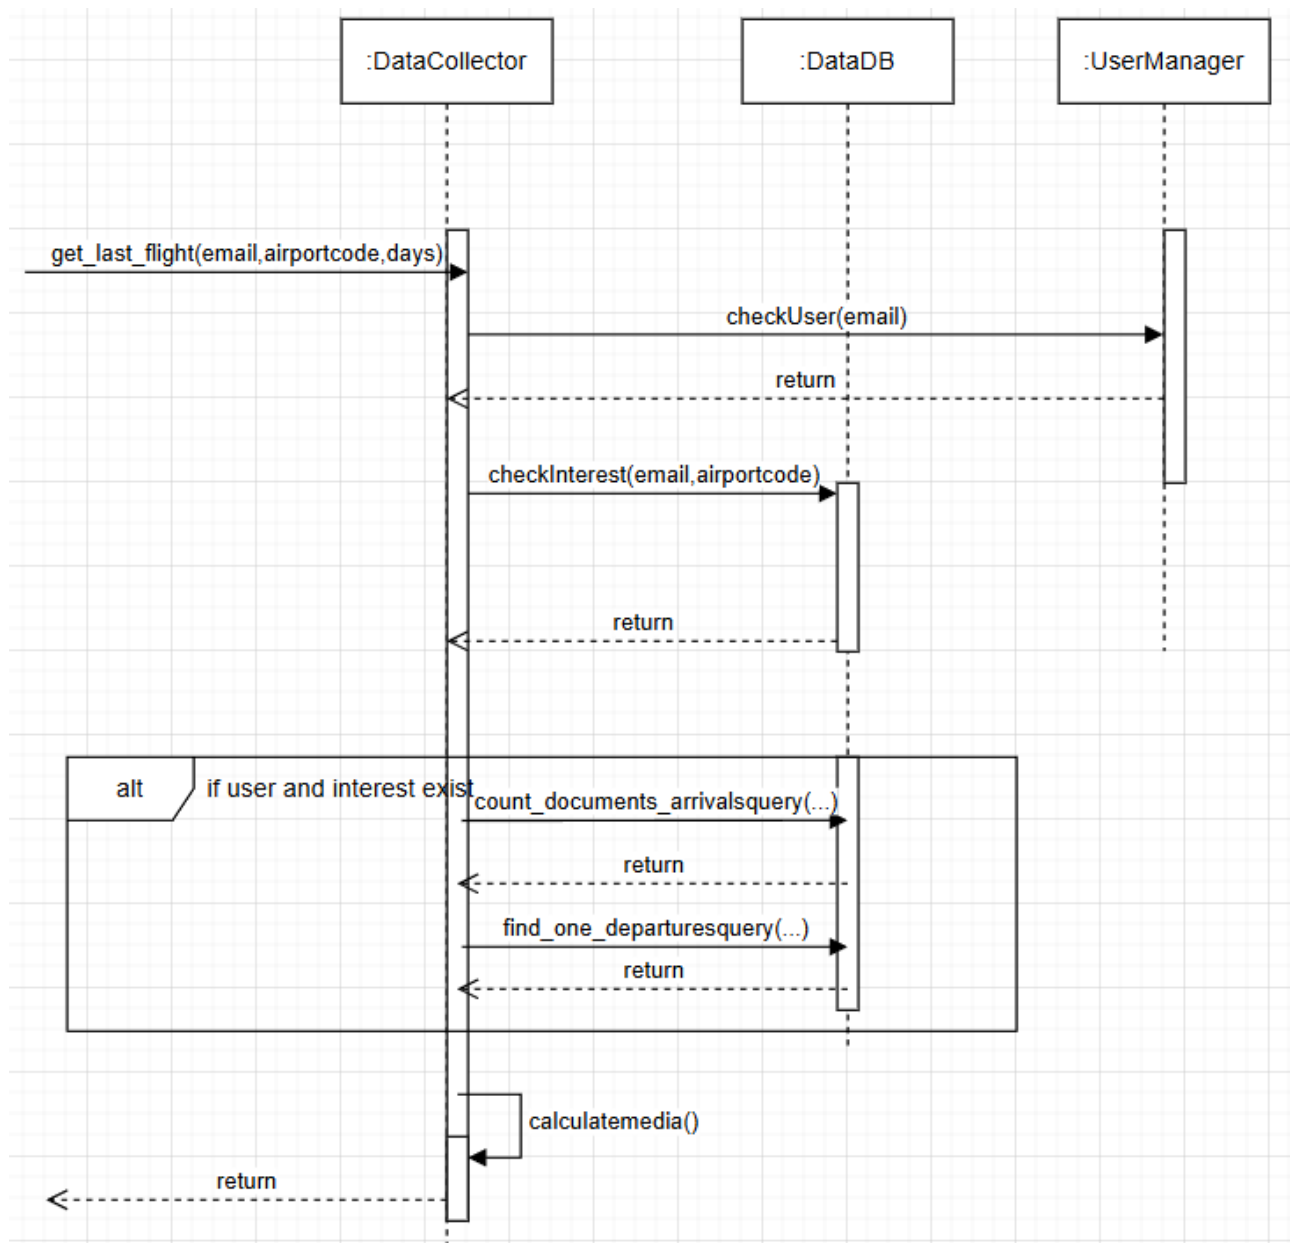 :DataCollector
:DataDB
:UserManager
get_last_flight(email,airportcode,days)
checkUser(email)
return
checkInterest(email,airportcode)
return
alt
if user and interest exist
count_documents_arrivalsquery(...)
return
find_one_departuresquery(...)
return
calculatemedia()
return